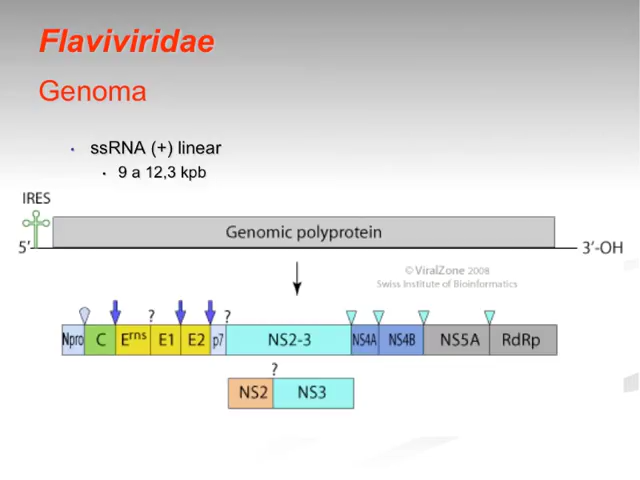 Flaviviridae
Genoma
• ssRNA (+) linear
• 9 a 12,3 kpb
IRES
Genomic polyprotein
5' 3'-OH
© ViralZone 2008
Swiss Institute of Bioinformatics
? ?
Npro C Erns E1 E2 p7 NS2-3 NS4A NS4B NS5A RdRp
?
NS2 NS3